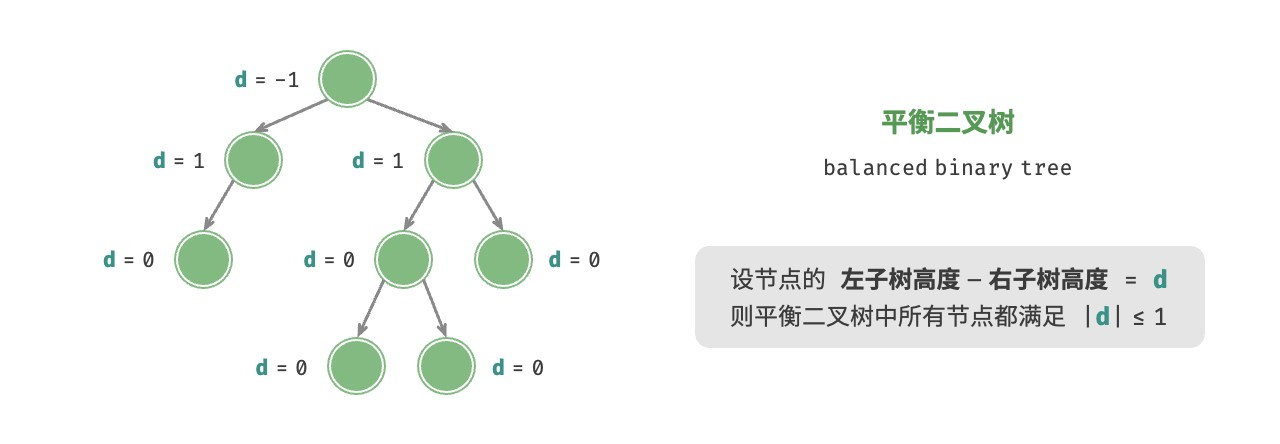 d = -1
d = 1
d = 1
d = 0
d = 0
d = 0
d = 0
d = 0
平衡二叉树
balanced binary tree
设节点的 左子树高度 — 右子树高度 = d
则平衡二叉树中所有节点都满足 |d| ≤ 1